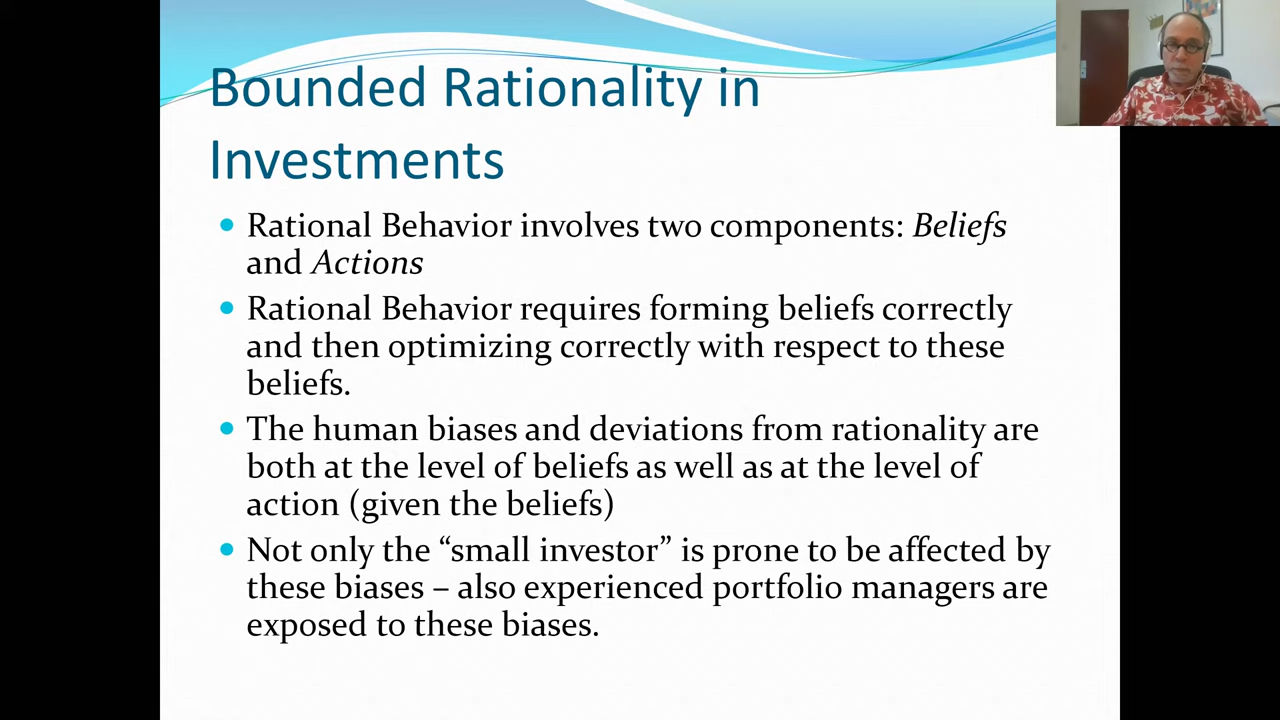 Bounded Rationality in
Investments
• Rational Behavior involves two components: Beliefs
and Actions
• Rational Behavior requires forming beliefs correctly
and then optimizing correctly with respect to these
beliefs.
• The human biases and deviations from rationality are
both at the level of beliefs as well as at the level of
action (given the beliefs)
• Not only the “small investor” is prone to be affected by
these biases – also experienced portfolio managers are
exposed to these biases.